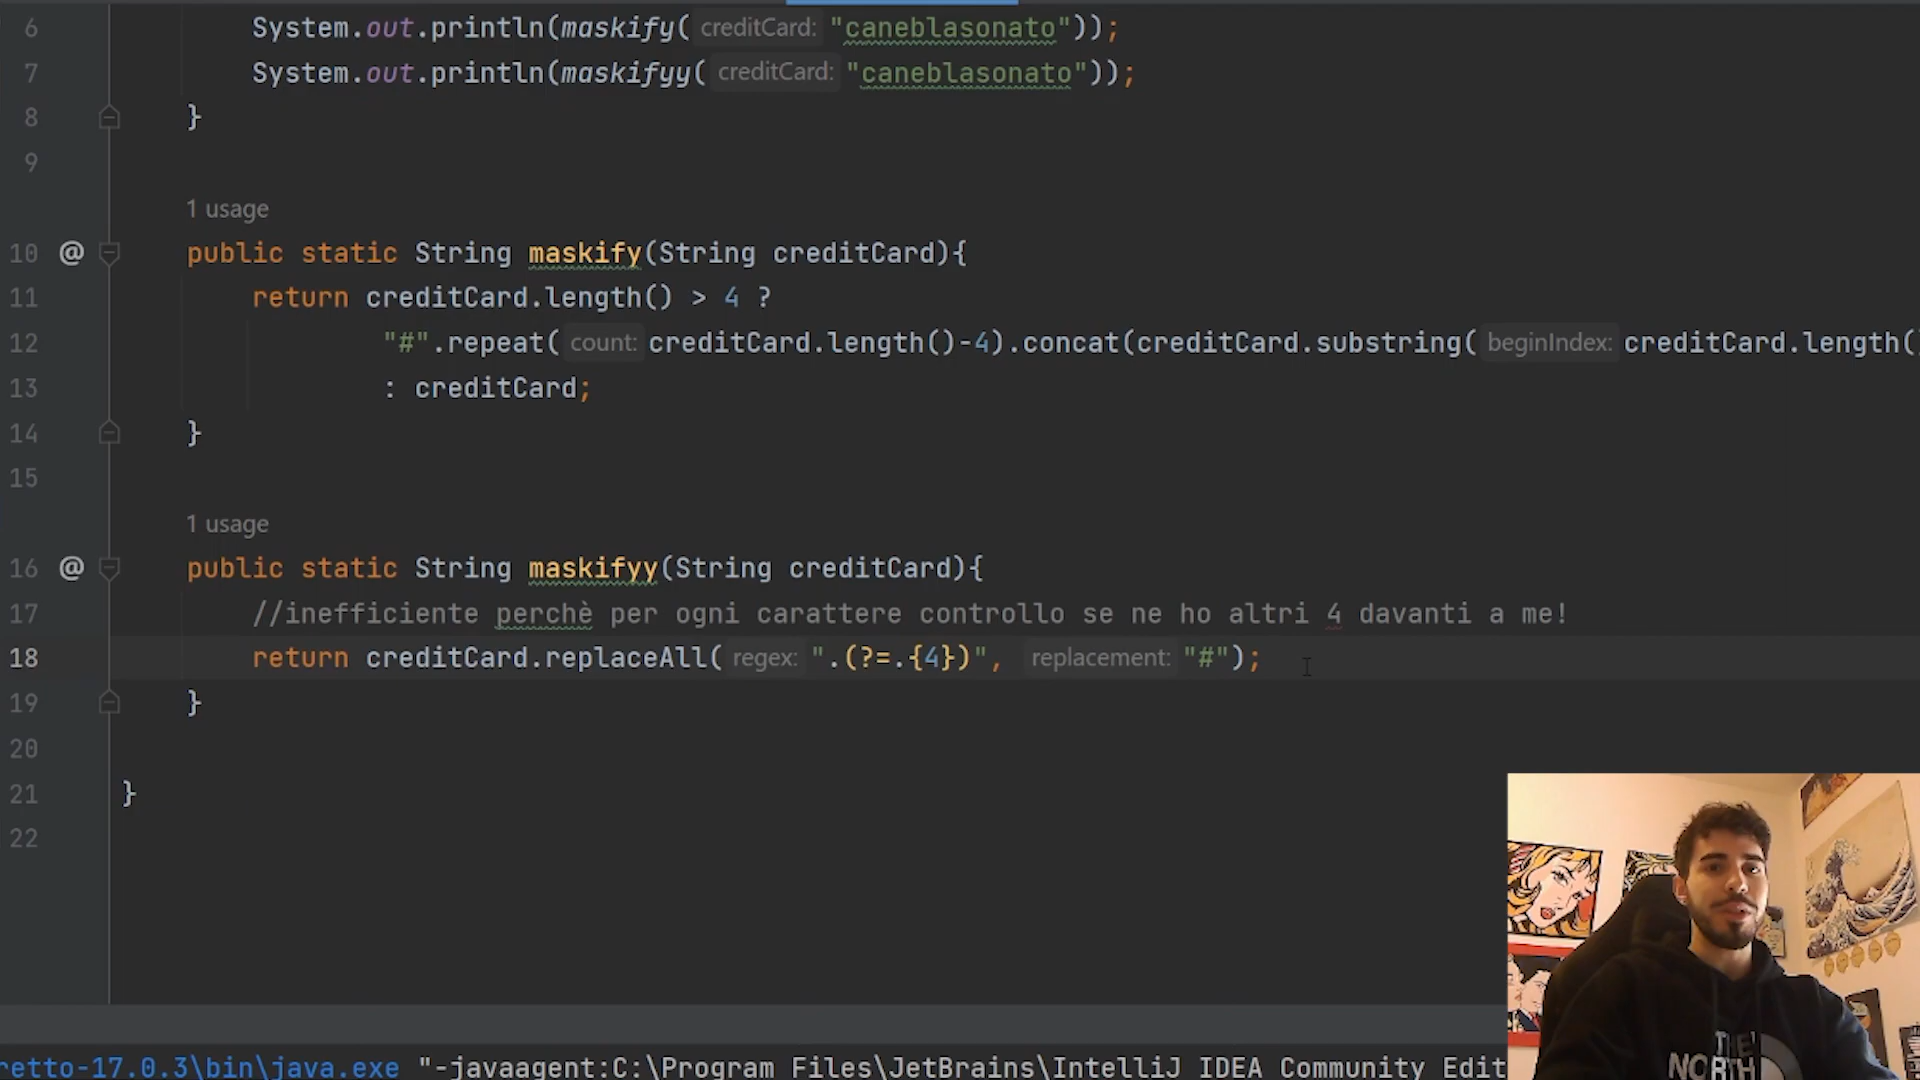 6 System.out.println(maskify( creditCard: "caneblasonato"));
7 System.out.println(maskifyy( creditCard: "caneblasonato"));
8 }
9
1 usage
10 @ public static String maskify(String creditCard){
11 return creditCard.length() > 4 ?
12 "#".repeat( count: creditCard.length()-4).concat(creditCard.substring( beginIndex: creditCard.length()
13 : creditCard;
14 }
15
1 usage
16 @ public static String maskifyy(String creditCard){
17 //inefficiente perchè per ogni carattere controllo se ne ho altri 4 davanti a me!
18 return creditCard.replaceAll( regex: ".(?=.{4})", replacement: "#");
19 }
20
21 }
22
retto-17.0.3\bin\java.exe "-javaagent:C:\Program Files\JetBrains\IntelliJ IDEA Community Edit
THE
NORTH